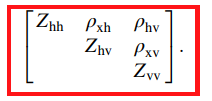 Z_hh ρ_xh ρ_hv
Z_hv ρ_xv
Z_vv .